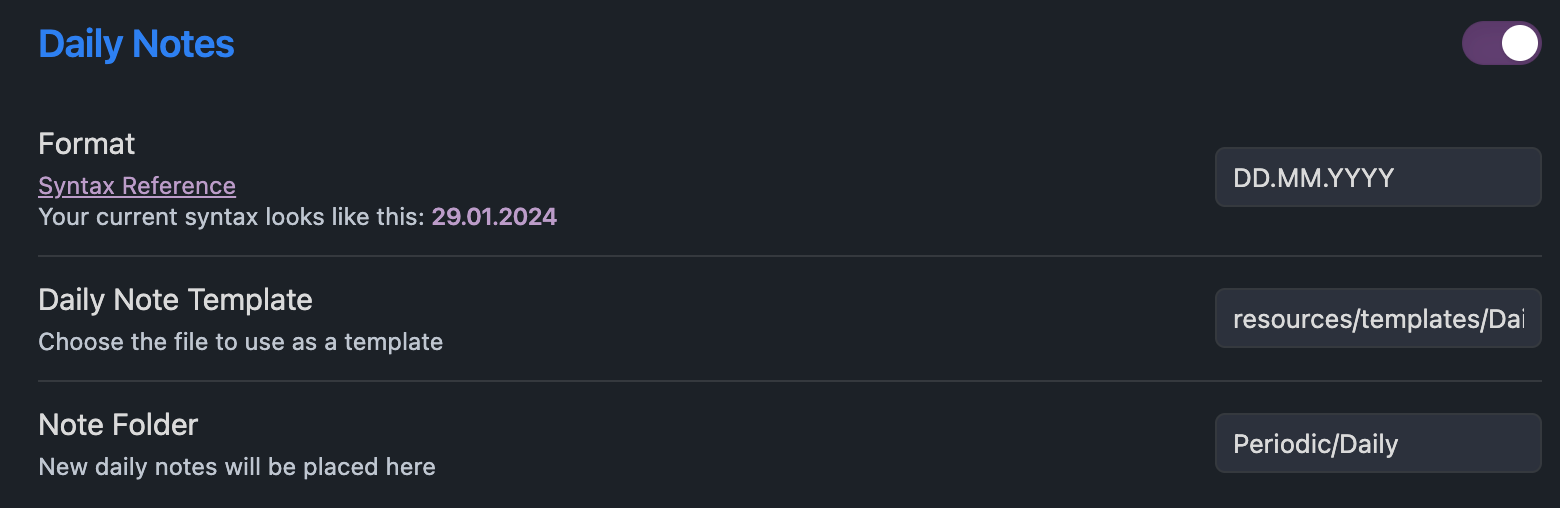 Daily Notes
Format
DD.MM.YYYY
Syntax Reference
Your current syntax looks like this: 29.01.2024
Daily Note Template
resources/templates/Dai
Choose the file to use as a template
Note Folder
Periodic/Daily
New daily notes will be placed here